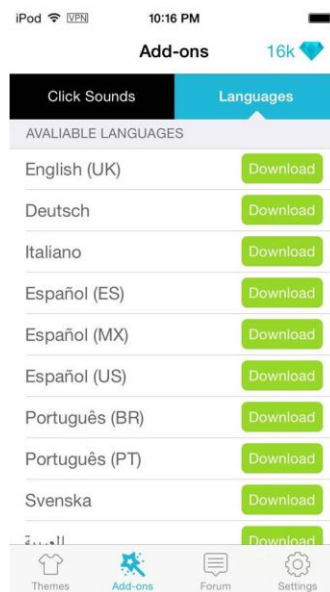 iPod VPN 10:16 PM
Add-ons 16k
Click Sounds Languages
AVALIABLE LANGUAGES
English (UK) Download
Deutsch Download
Italiano Download
Español (ES) Download
Español (MX) Download
Español (US) Download
Português (BR) Download
Português (PT) Download
Svenska Download
العربية Download
Themes Add-ons Forum Settings